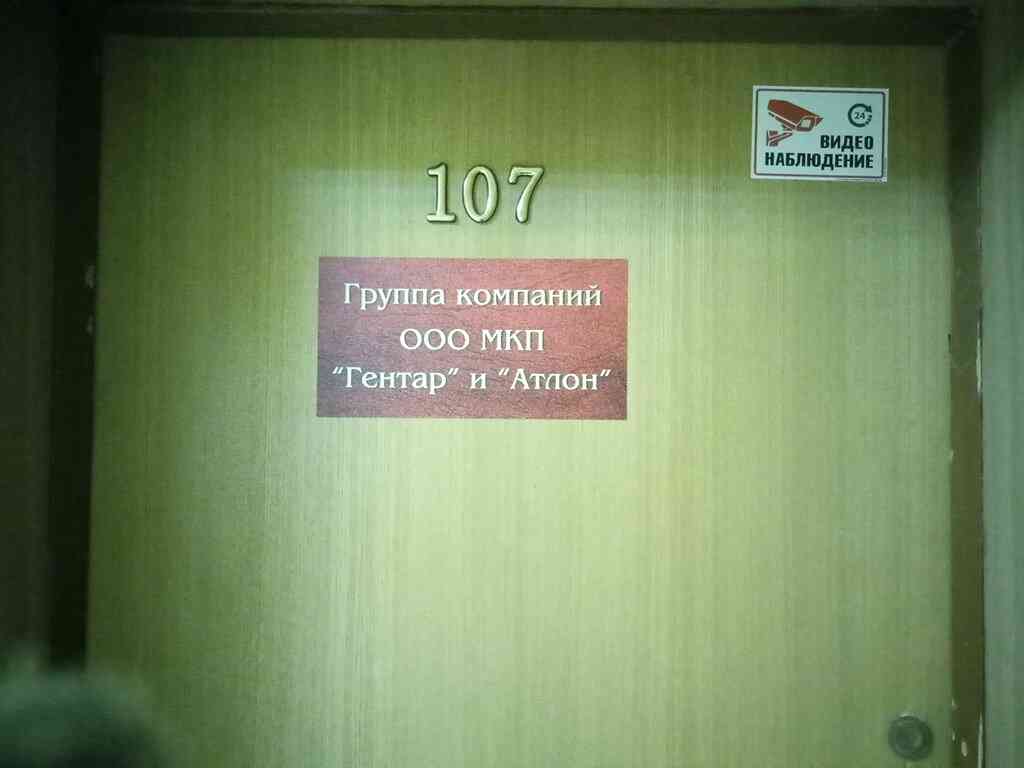 24
ВИДЕО
НАБЛЮДЕНИЕ
107
Группа компаний
ООО МКП
"Гентар" и "Атлон"